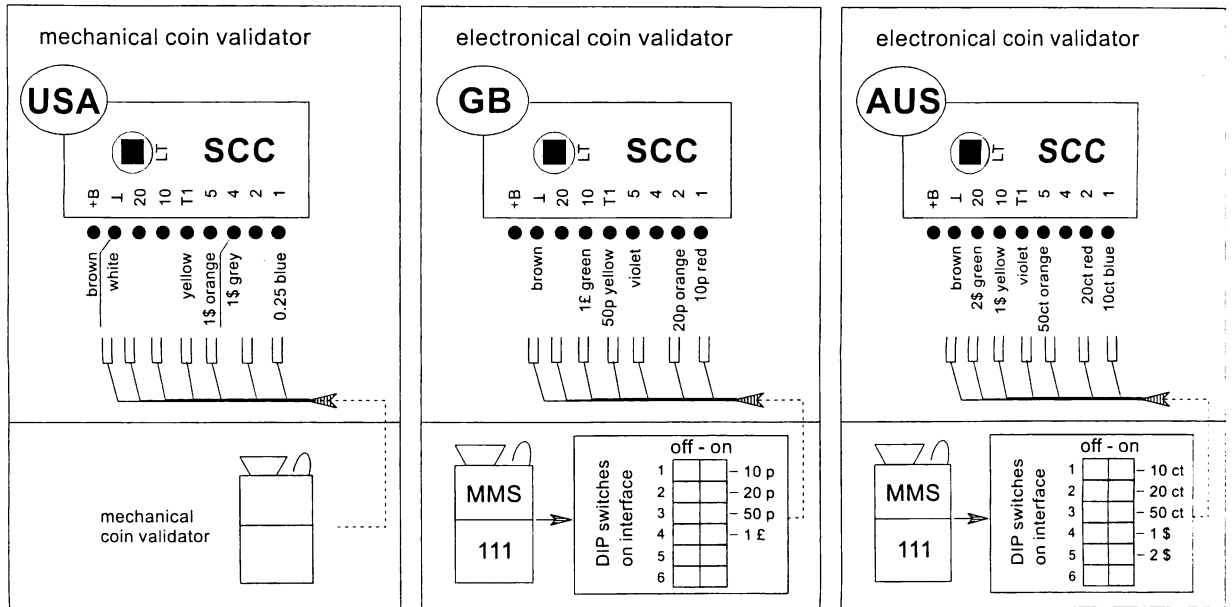 mechanical coin validator
USA
LT
SCC
+B ⊥ 20 10 T1 5 4 2 1
brown
white
yellow
1$ orange
1$ grey
0.25 blue
mechanical
coin validator
electronical coin validator
GB
LT
SCC
+B ⊥ 20 10 T1 5 4 2 1
brown
1£ green
50p yellow
violet
20p orange
10p red
MMS
111
DIP switches
on interface
off - on
1 – 10 p
2 – 20 p
3 – 50 p
4 – 1 £
5
6
electronical coin validator
AUS
LT
SCC
+B ⊥ 20 10 T1 5 4 2 1
brown
2$ green
1$ yellow
violet
50ct orange
20ct red
10ct blue
MMS
111
DIP switches
on interface
off - on
1 – 10 ct
2 – 20 ct
3 – 50 ct
4 – 1 $
5 – 2 $
6